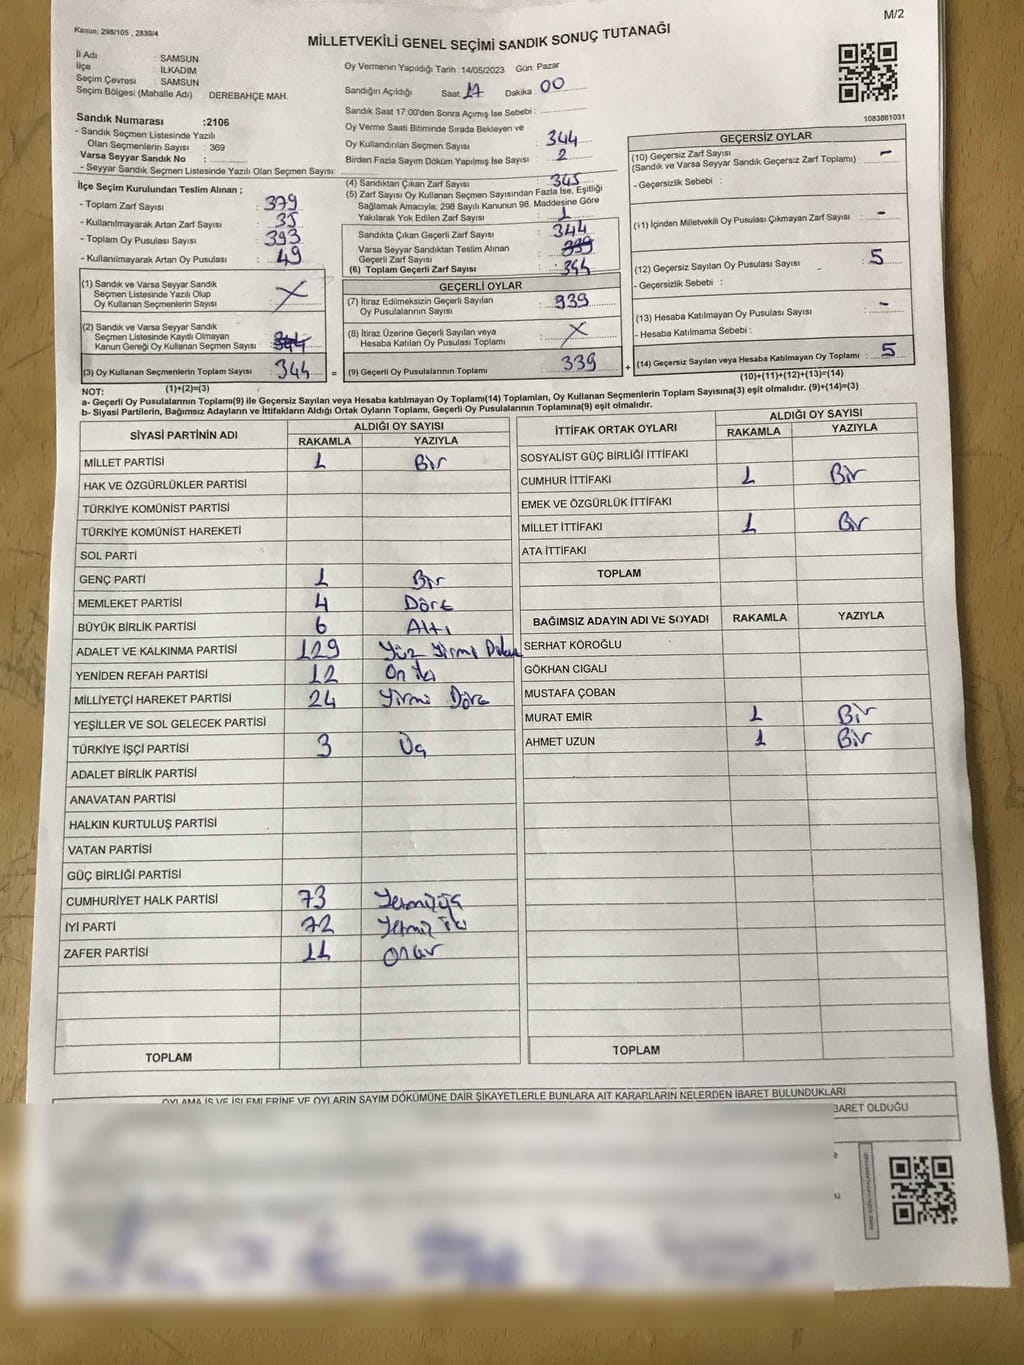 M/2
Kanun: 298/105 , 2839/4
MİLLETVEKİLİ GENEL SEÇİMİ SANDIK SONUÇ TUTANAĞI
İl Adı : SAMSUN
İlçe : İLKADIM
Seçim Çevresi : SAMSUN
Seçim Bölgesi (Mahalle Adı) : DEREBAHÇE MAH.
Sandık Numarası :2106
- Sandık Seçmen Listesinde Yazılı
Olan Seçmenlerin Sayısı : 369
Varsa Seyyar Sandık No :
- Seyyar Sandık Seçmen Listesinde Yazılı Olan Seçmen Sayısı:
Oy Vermenin Yapıldığı Tarih :14/05/2023 Gün: Pazar
Sandığın Açıldığı Saat: 17 Dakika : 00
Sandık Saat 17:00'den Sonra Açımış İse Sebebi :
Oy Verme Saati Bitiminde Sırada Bekleyen ve
Oy Kullandırılan Seçmen Sayısı : 344
Birden Fazla Sayım Döküm Yapılmış İse Sayısı : 2
1083861031
İlçe Seçim Kurulundan Teslim Alınan ;
- Toplam Zarf Sayısı : 379
- Kullanılmayarak Artan Zarf Sayısı : 35
- Toplam Oy Pusulası Sayısı : 393
- Kullanılmayarak Artan Oy Pusulası : 49
(1) Sandık ve Varsa Seyyar Sandık
Seçmen Listesinde Yazılı Olup
Oy Kullanan Seçmenlerin Sayısı : X
(2) Sandık ve Varsa Seyyar Sandık
Seçmen Listesinde Kayıtlı Olmayan
Kanun Gereği Oy Kullanan Seçmen Sayısı : 344
(3) Oy Kullanan Seçmenlerin Toplam Sayısı : 344 =
(1)+(2)=(3)
(4) Sandıktan Çıkan Zarf Sayısı : 345
(5) Zarf Sayısı Oy Kullanan Seçmen Sayısından Fazla İse, Eşitliği
Sağlamak Amacıyla; 298 Sayılı Kanunun 98. Maddesine Göre
Yakılarak Yok Edilen Zarf Sayısı : 1
Sandıkta Çıkan Geçerli Zarf Sayısı : 344
Varsa Seyyar Sandıktan Teslim Alınan
Geçerli Zarf Sayısı : 339
(6) Toplam Geçerli Zarf Sayısı : 344
GEÇERLİ OYLAR
(7) İtiraz Edilmeksizin Geçerli Sayılan
Oy Pusulalarının Sayısı : 339
(8) İtiraz Üzerine Geçerli Sayılan veya
Hesaba Katılan Oy Pusulası Toplamı : X
(9) Geçerli Oy Pusulalarının Toplamı : 339 +
GEÇERSİZ OYLAR
(10) Geçersiz Zarf Sayısı
(Sandık ve Varsa Seyyar Sandık Geçersiz Zarf Toplamı) : -
- Geçersizlik Sebebi :
(11) İçinden Milletvekili Oy Pusulası Çıkmayan Zarf Sayısı : -
(12) Geçersiz Sayılan Oy Pusulası Sayısı : 5
- Geçersizlik Sebebi :
(13) Hesaba Katılmayan Oy Pusulası Sayısı : -
- Hesaba Katılmama Sebebi :
(14) Geçersiz Sayılan veya Hesaba Katılmayan Oy Toplamı : 5
(10)+(11)+(12)+(13)=(14)
NOT:
a- Geçerli Oy Pusulalarının Toplamı(9) ile Geçersiz Sayılan veya Hesaba katılmayan Oy Toplamı(14) Toplamları, Oy Kullanan Seçmenlerin Toplam Sayısına(3) eşit olmalıdır. (9)+(14)=(3)
b- Siyasi Partilerin, Bağımsız Adayların ve İttifakların Aldığı Ortak Oyların Toplamı, Geçerli Oy Pusulalarının Toplamına(9) eşit olmalıdır.
SİYASİ PARTİNİN ADI ALDIĞI OY SAYISI
RAKAMLA YAZIYLA
MİLLET PARTİSİ 1 Bir
HAK VE ÖZGÜRLÜKLER PARTİSİ
TÜRKİYE KOMÜNİST PARTİSİ
TÜRKİYE KOMÜNİST HAREKETİ
SOL PARTİ
GENÇ PARTİ 1 Bir
MEMLEKET PARTİSİ 4 Dört
BÜYÜK BİRLİK PARTİSİ 6 Altı
ADALET VE KALKINMA PARTİSİ 129 Yüz Yirmi Dokuz
YENİDEN REFAH PARTİSİ 12 On iki
MİLLİYETÇİ HAREKET PARTİSİ 24 Yirmi Dört
YEŞİLLER VE SOL GELECEK PARTİSİ
TÜRKİYE İŞÇİ PARTİSİ 3 Üç
ADALET BİRLİK PARTİSİ
ANAVATAN PARTİSİ
HALKIN KURTULUŞ PARTİSİ
VATAN PARTİSİ
GÜÇ BİRLİĞİ PARTİSİ
CUMHURİYET HALK PARTİSİ 73 Yetmişüç
İYİ PARTİ 72 Yetmiş iki
ZAFER PARTİSİ 11 Onbir
TOPLAM
İTTİFAK ORTAK OYLARI ALDIĞI OY SAYISI
RAKAMLA YAZIYLA
SOSYALİST GÜÇ BİRLİĞİ İTTİFAKI
CUMHUR İTTİFAKI 1 Bir
EMEK VE ÖZGÜRLÜK İTTİFAKI
MİLLET İTTİFAKI 1 Bir
ATA İTTİFAKI
TOPLAM
BAĞIMSIZ ADAYIN ADI VE SOYADI RAKAMLA YAZIYLA
SERHAT KÖROĞLU
GÖKHAN CIGALI
MUSTAFA ÇOBAN
MURAT EMİR 1 Bir
AHMET UZUN 1 Bir
TOPLAM
OYLAMA İŞ VE İŞLEMLERİNE VE OYLARIN SAYIM DÖKÜMÜNE DAİR ŞİKAYETLERLE BUNLARA AİT KARARLARIN NELERDEN İBARET BULUNDUKLARI
BARET OLDUĞU